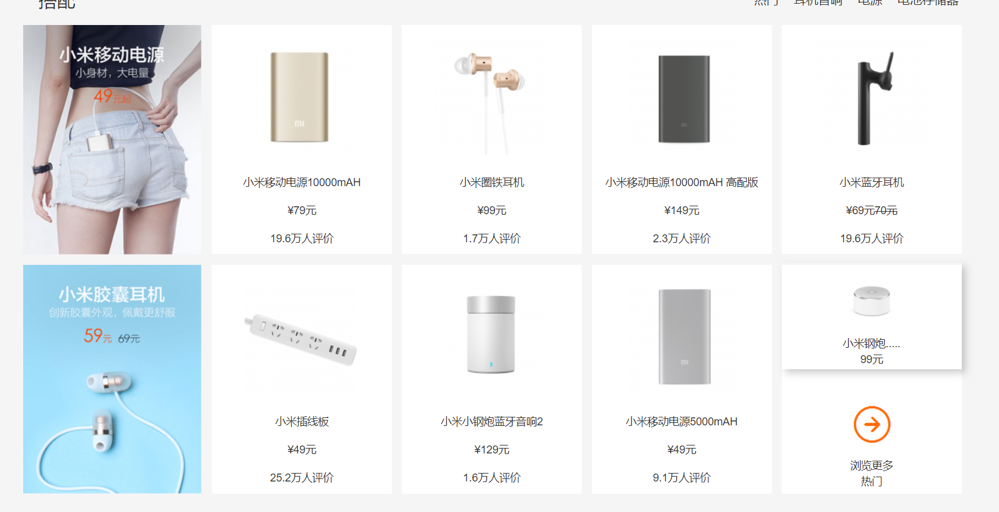 搭配
热门 耳机音响 电源 电池存储器
小米移动电源
小身材，大电量
49元起
小米移动电源10000mAH
¥79元
19.6万人评价
小米圈铁耳机
¥99元
1.7万人评价
小米移动电源10000mAH 高配版
¥149元
2.3万人评价
小米蓝牙耳机
¥69元70元
19.6万人评价
小米胶囊耳机
创新胶囊外观，佩戴更舒服
59元 69元
小米插线板
¥49元
25.2万人评价
小米小钢炮蓝牙音响2
¥129元
1.6万人评价
小米移动电源5000mAH
¥49元
9.1万人评价
小米钢炮.....
99元
浏览更多
热门